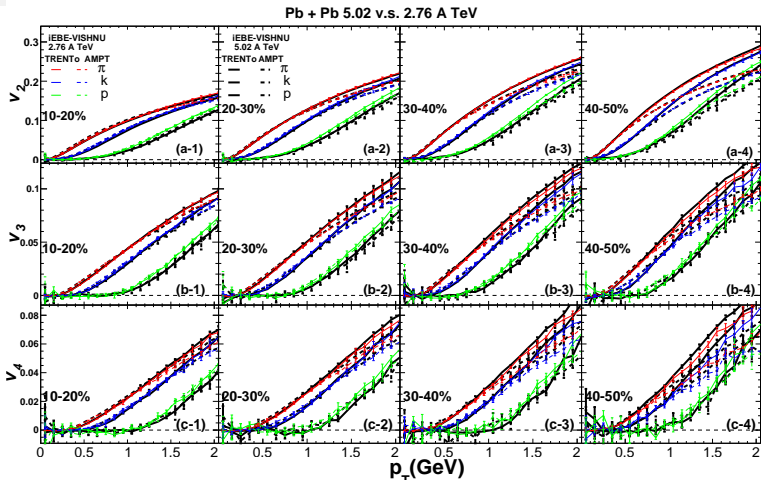 Pb + Pb 5.02 v.s. 2.76 A TeV
iEBE-VISHNU
2.76 A TeV
TRENTo AMPT
π
k
p
iEBE-VISHNU
5.02 A TeV
TRENTo AMPT
π
k
p
v2
0.3
0.2
0.1
0
10-20%
(a-1)
20-30%
(a-2)
30-40%
(a-3)
40-50%
(a-4)
v3
0.1
0.05
0
10-20%
(b-1)
20-30%
(b-2)
30-40%
(b-3)
40-50%
(b-4)
v4
0.08
0.06
0.04
0.02
0
10-20%
(c-1)
20-30%
(c-2)
30-40%
(c-3)
40-50%
(c-4)
0 0.5 1 1.5 2 0.5 1 1.5 2 0.5 1 1.5 2 0.5 1 1.5 2
pT(GeV)